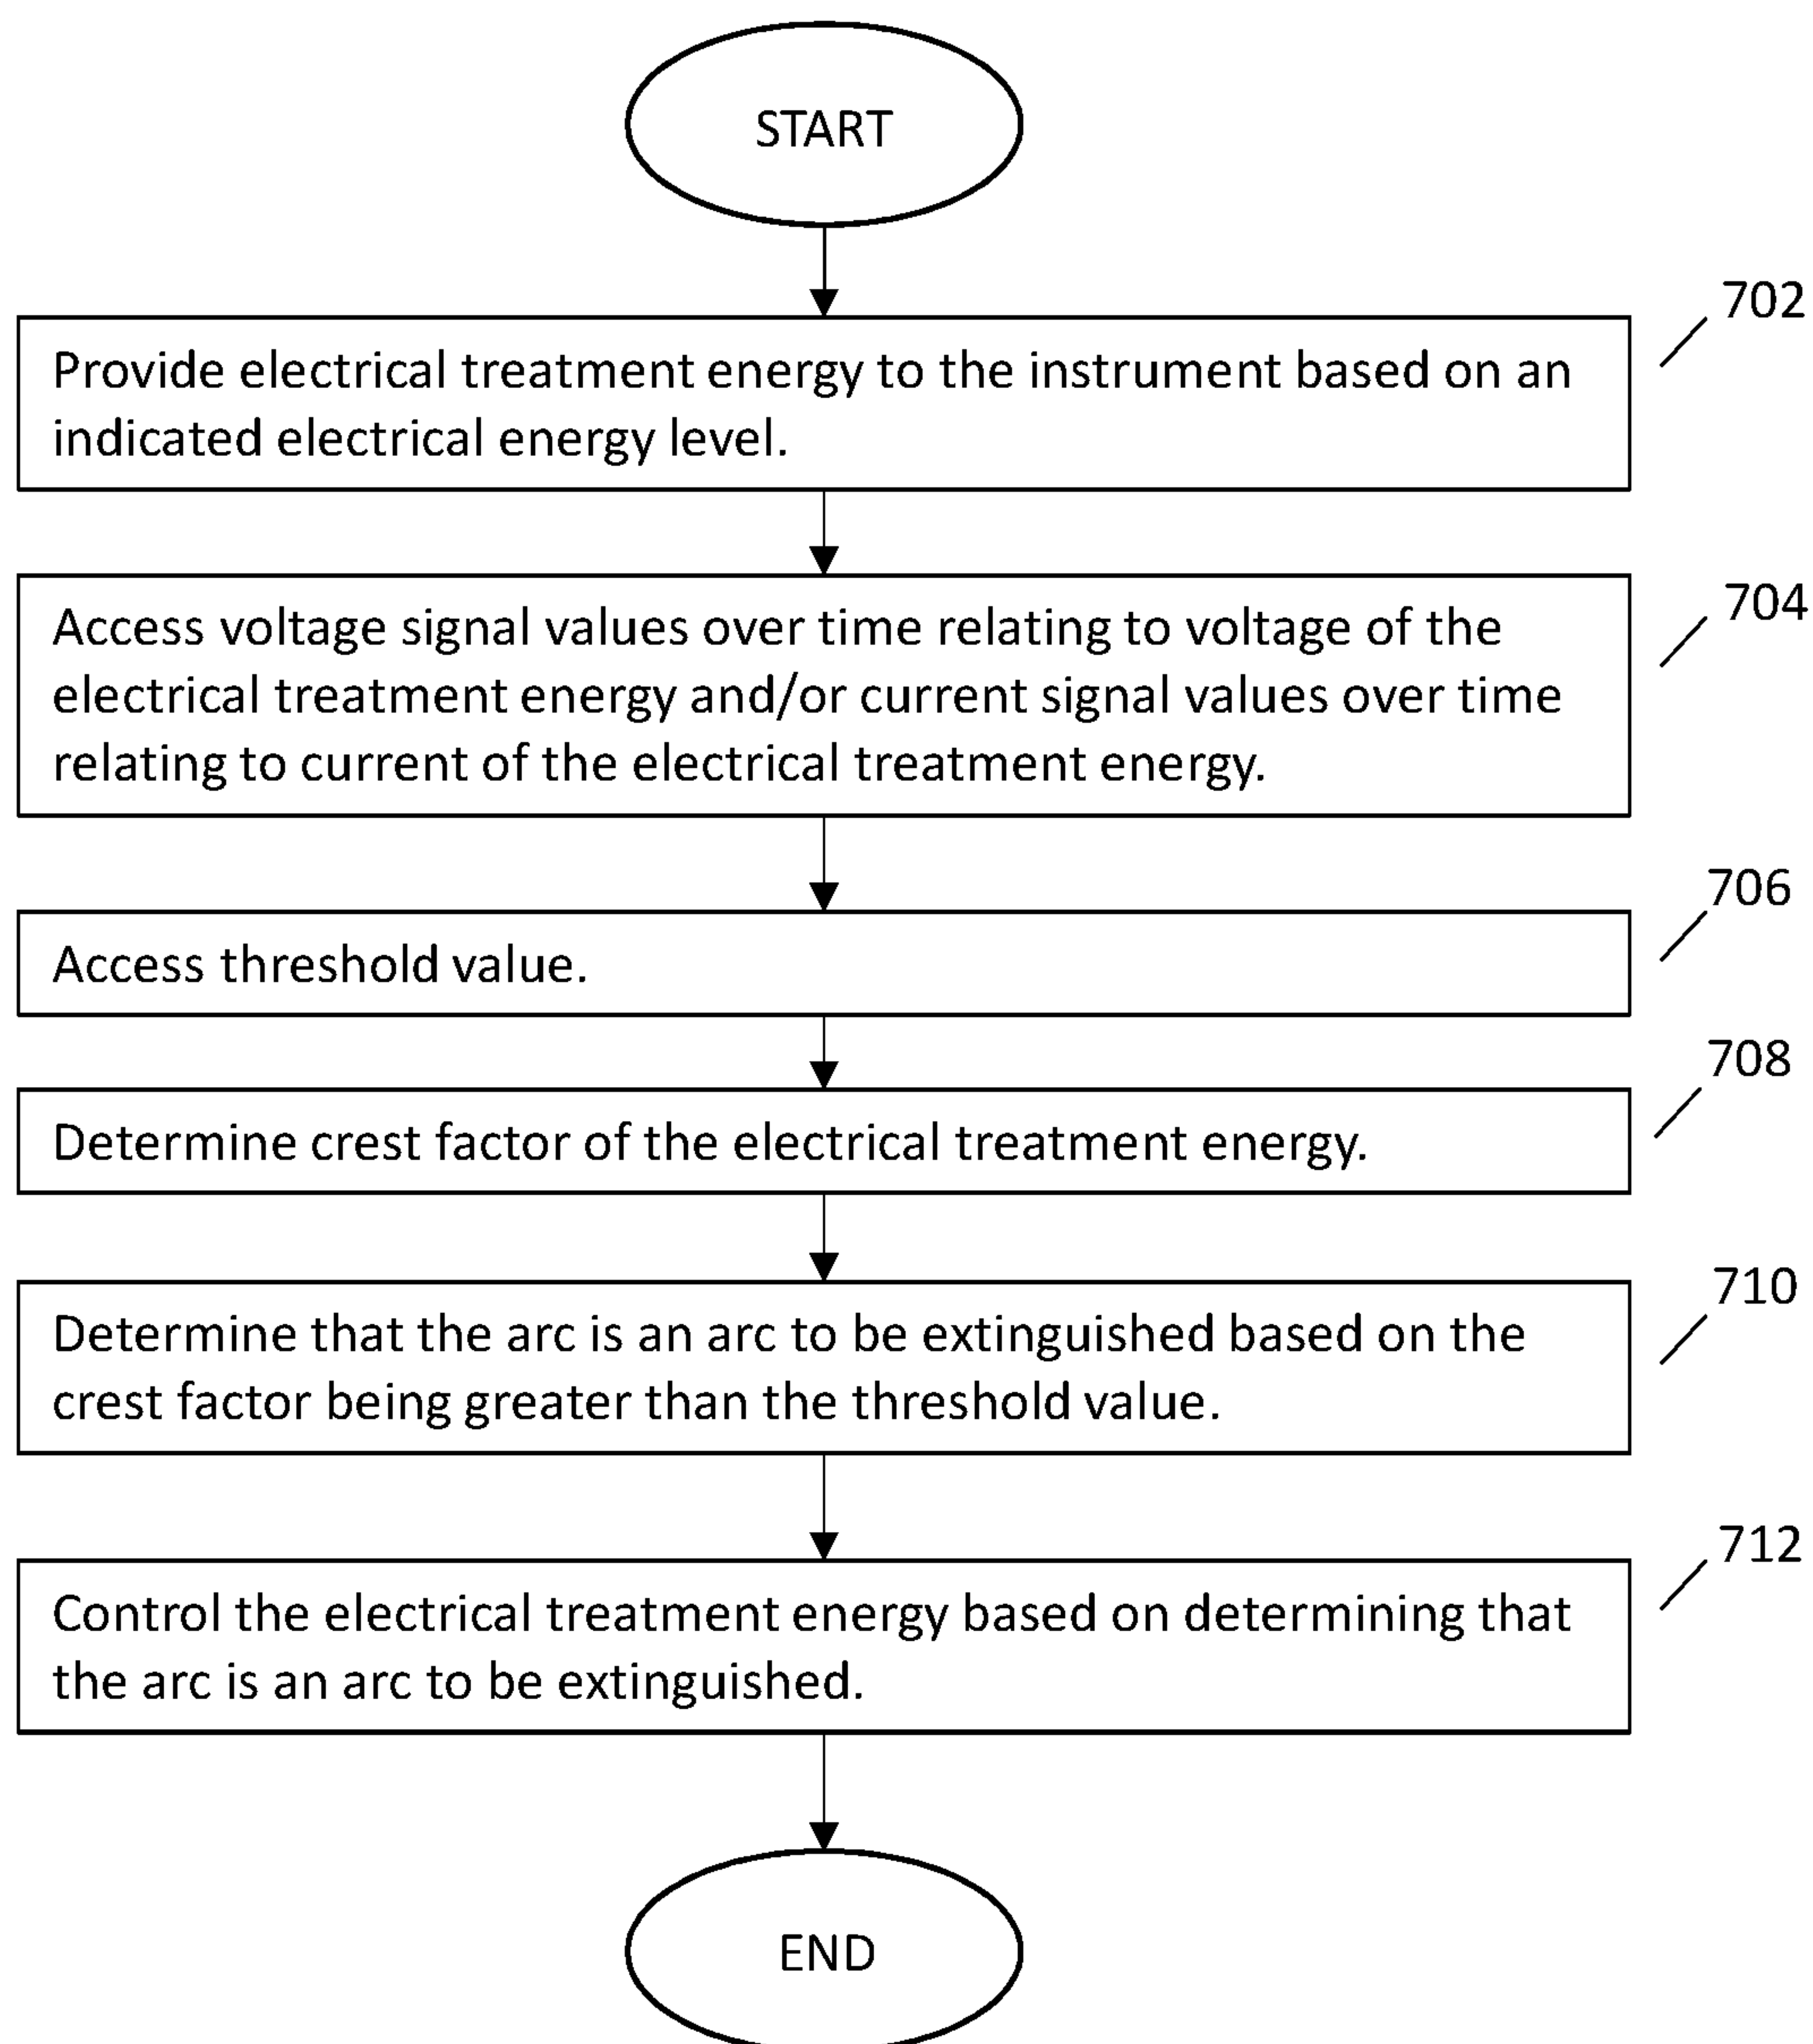 START
702
Provide electrical treatment energy to the instrument based on an
indicated electrical energy level.
704
Access voltage signal values over time relating to voltage of the
electrical treatment energy and/or current signal values over time
relating to current of the electrical treatment energy.
706
Access threshold value.
708
Determine crest factor of the electrical treatment energy.
710
Determine that the arc is an arc to be extinguished based on the
crest factor being greater than the threshold value.
712
Control the electrical treatment energy based on determining that
the arc is an arc to be extinguished.
END